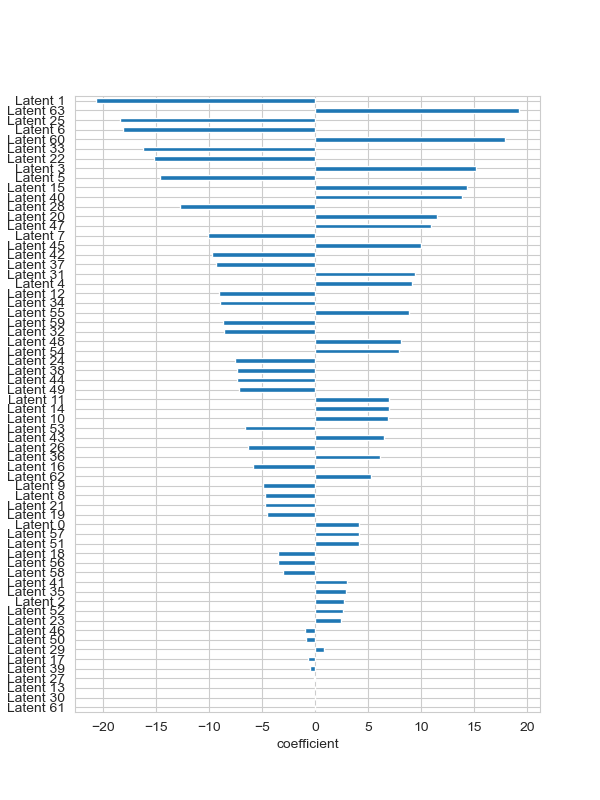 Latent 1
Latent 63
Latent 25
Latent 6
Latent 60
Latent 33
Latent 22
Latent 3
Latent 5
Latent 15
Latent 40
Latent 28
Latent 20
Latent 47
Latent 7
Latent 45
Latent 42
Latent 37
Latent 31
Latent 4
Latent 12
Latent 34
Latent 55
Latent 59
Latent 32
Latent 48
Latent 54
Latent 24
Latent 38
Latent 44
Latent 49
Latent 11
Latent 14
Latent 10
Latent 53
Latent 43
Latent 26
Latent 36
Latent 16
Latent 62
Latent 9
Latent 8
Latent 21
Latent 19
Latent 0
Latent 57
Latent 51
Latent 18
Latent 56
Latent 58
Latent 41
Latent 35
Latent 2
Latent 52
Latent 23
Latent 46
Latent 50
Latent 29
Latent 17
Latent 39
Latent 27
Latent 13
Latent 30
Latent 61
−20 −15 −10 −5 0 5 10 15 20
coefficient